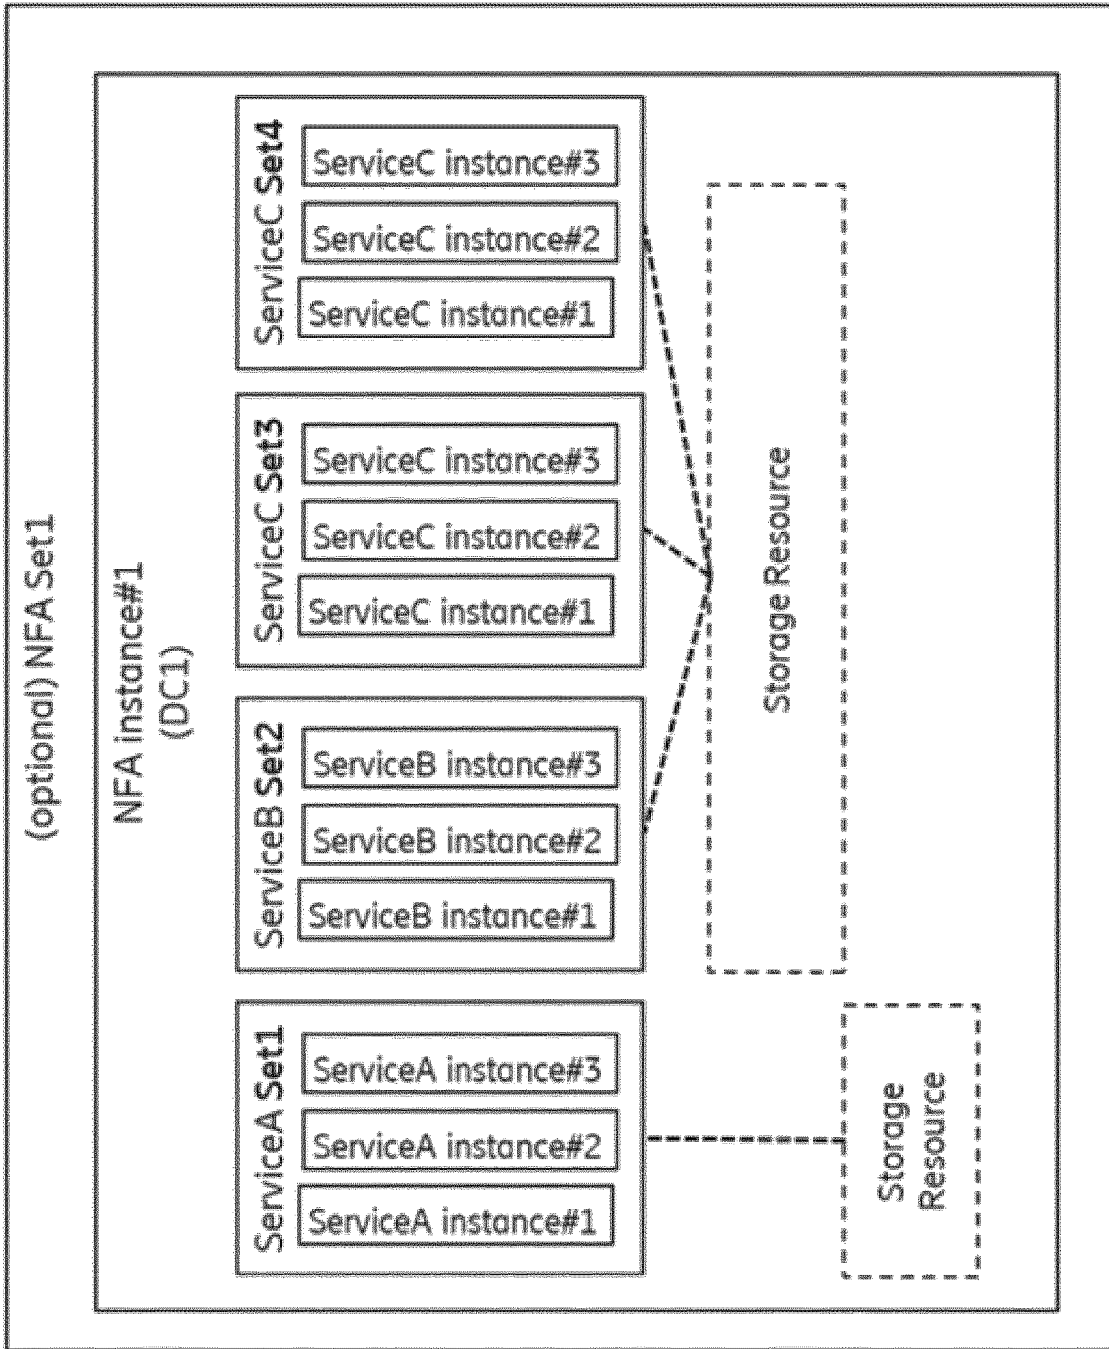 (optional) NFA Set1
NFA instance#1
(DC1)
ServiceA Set1
ServiceA instance#1
ServiceA instance#2
ServiceA instance#3
ServiceB Set2
ServiceB instance#1
ServiceB instance#2
ServiceB instance#3
ServiceC Set3
ServiceC instance#1
ServiceC instance#2
ServiceC instance#3
ServiceC Set4
ServiceC instance#1
ServiceC instance#2
ServiceC instance#3
Storage Resource
Storage
Resource